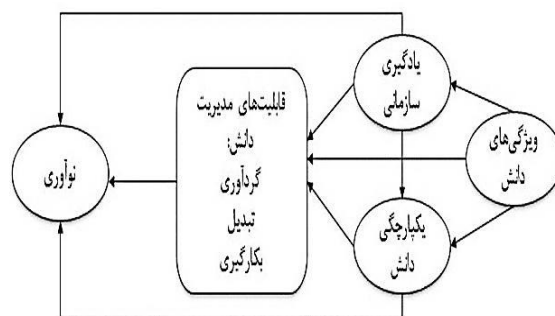 یادگیری
سازمانی
ویژگی‌های
دانش
قابلیت‌های مدیریت
دانش:
گردآوری
تبدیل
بکارگیری
نوآوری
یکپارچگی
دانش